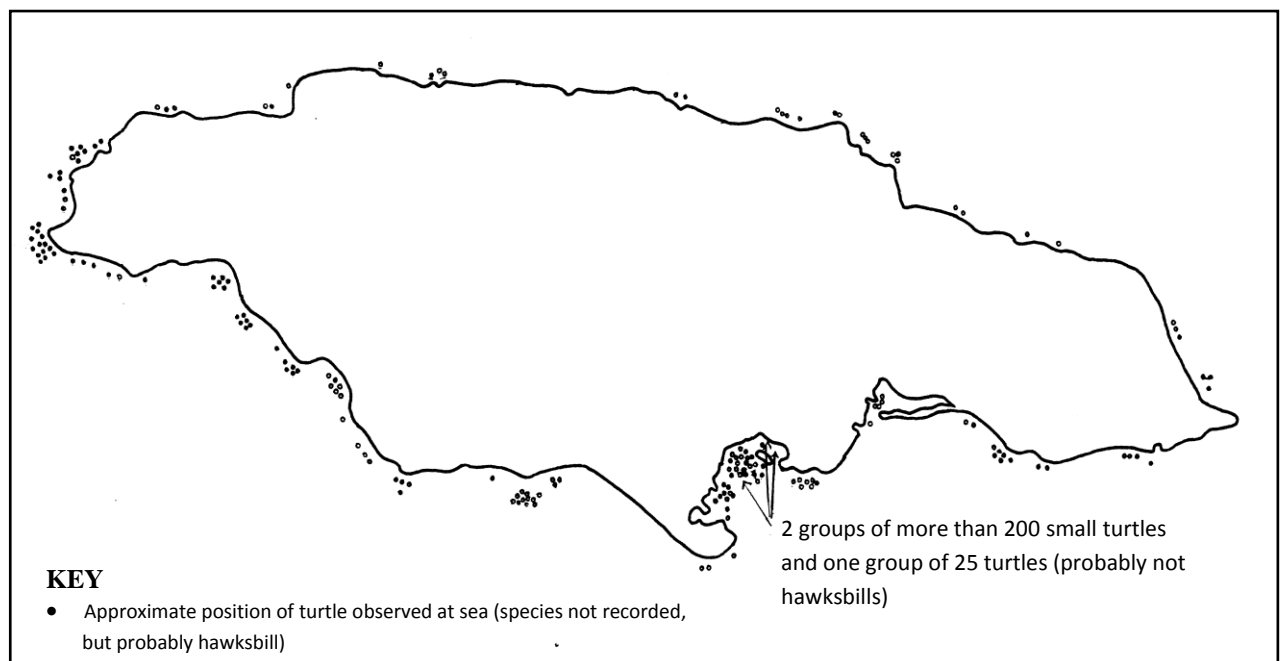 2 groups of more than 200 small turtles
and one group of 25 turtles (probably not
hawksbills)
KEY
• Approximate position of turtle observed at sea (species not recorded,
but probably hawksbill)